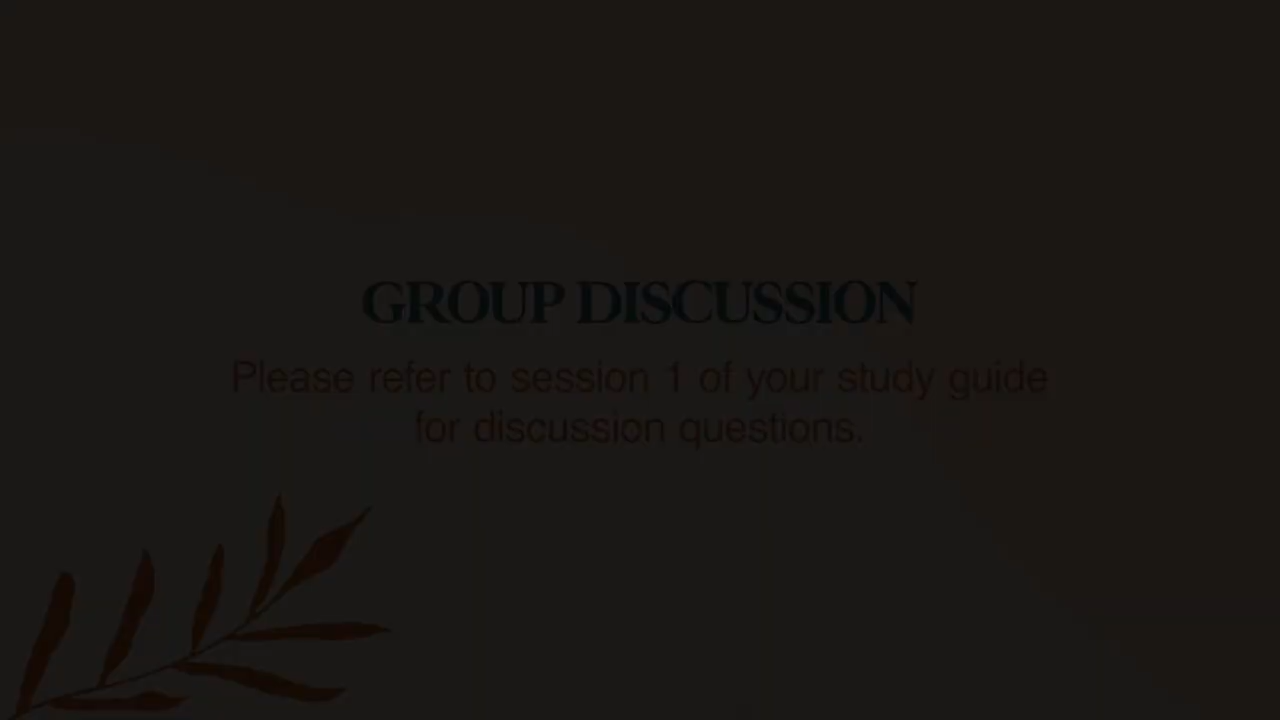 GROUP DISCUSSION
Please refer to session 1 of your study guide
for discussion questions.